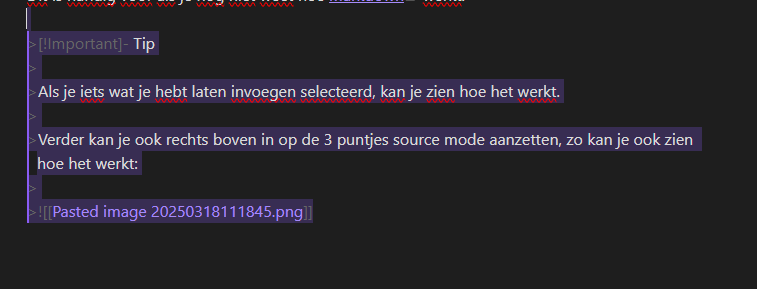 Markdown
>[!Important]- Tip
>
>Als je iets wat je hebt laten invoegen selecteerd, kan je zien hoe het werkt.
>
>Verder kan je ook rechts boven in op de 3 puntjes source mode aanzetten, zo kan je ook zien
hoe het werkt:
>
>![[Pasted image 20250318111845.png]]